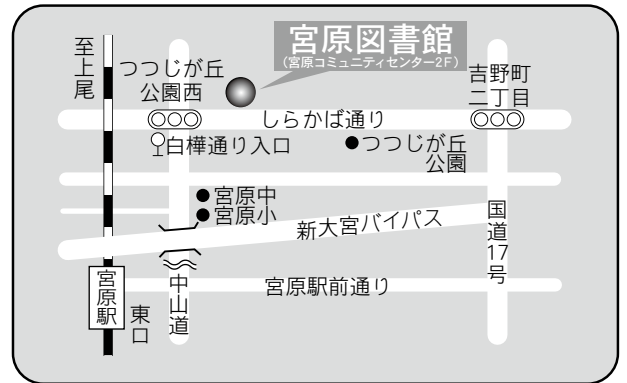 宮原図書館
(宮原コミュニティセンター2F)
至上尾
つつじが丘
公園西
吉野町
二丁目
しらかば通り
白樺通り入口
●つつじが丘
公園
●宮原中
●宮原小
新大宮バイパス
国道17号
宮原駅
東口
中山道
宮原駅前通り